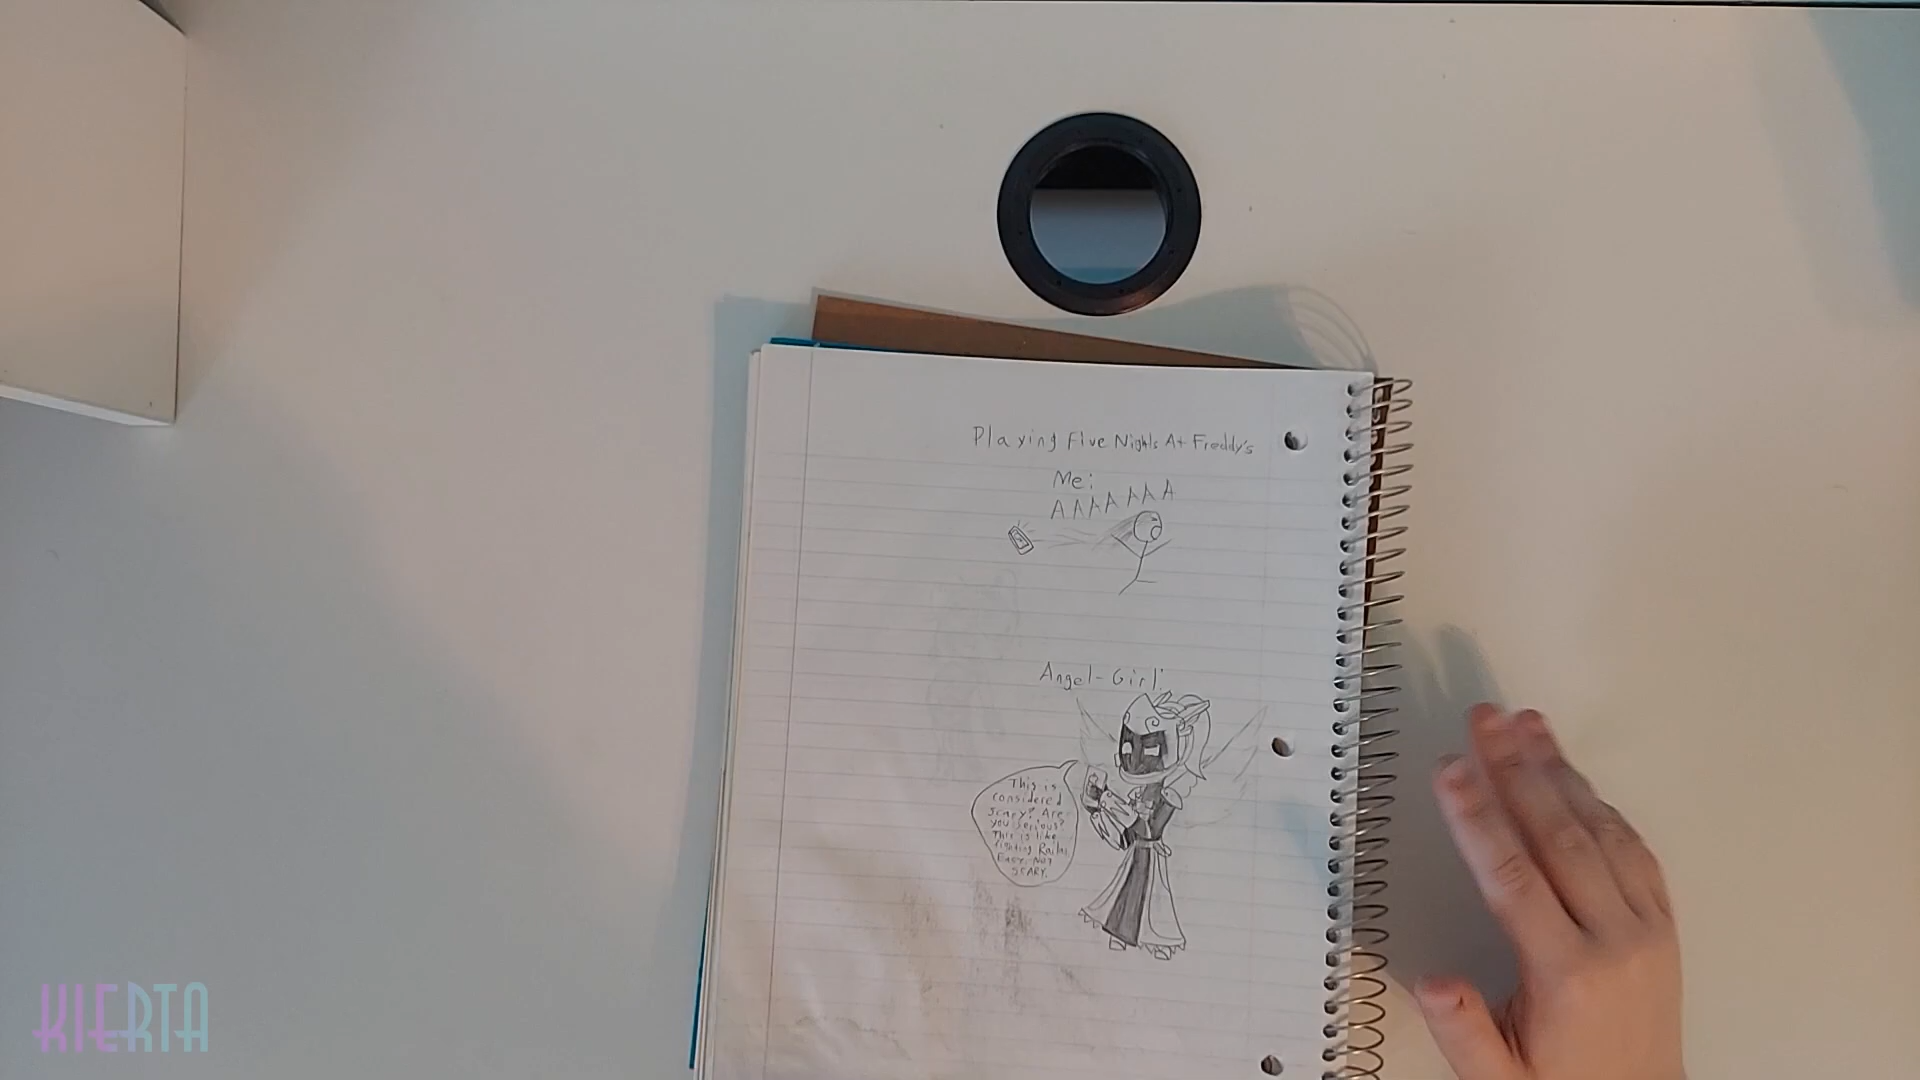 Playing Five Nights At Freddy's
Me:
AAAAAAA
Angel-Girl:
This is
considered
scary? Are
you serious?
This is like
fighting
Easy. Not
SCARY.
KIERTA